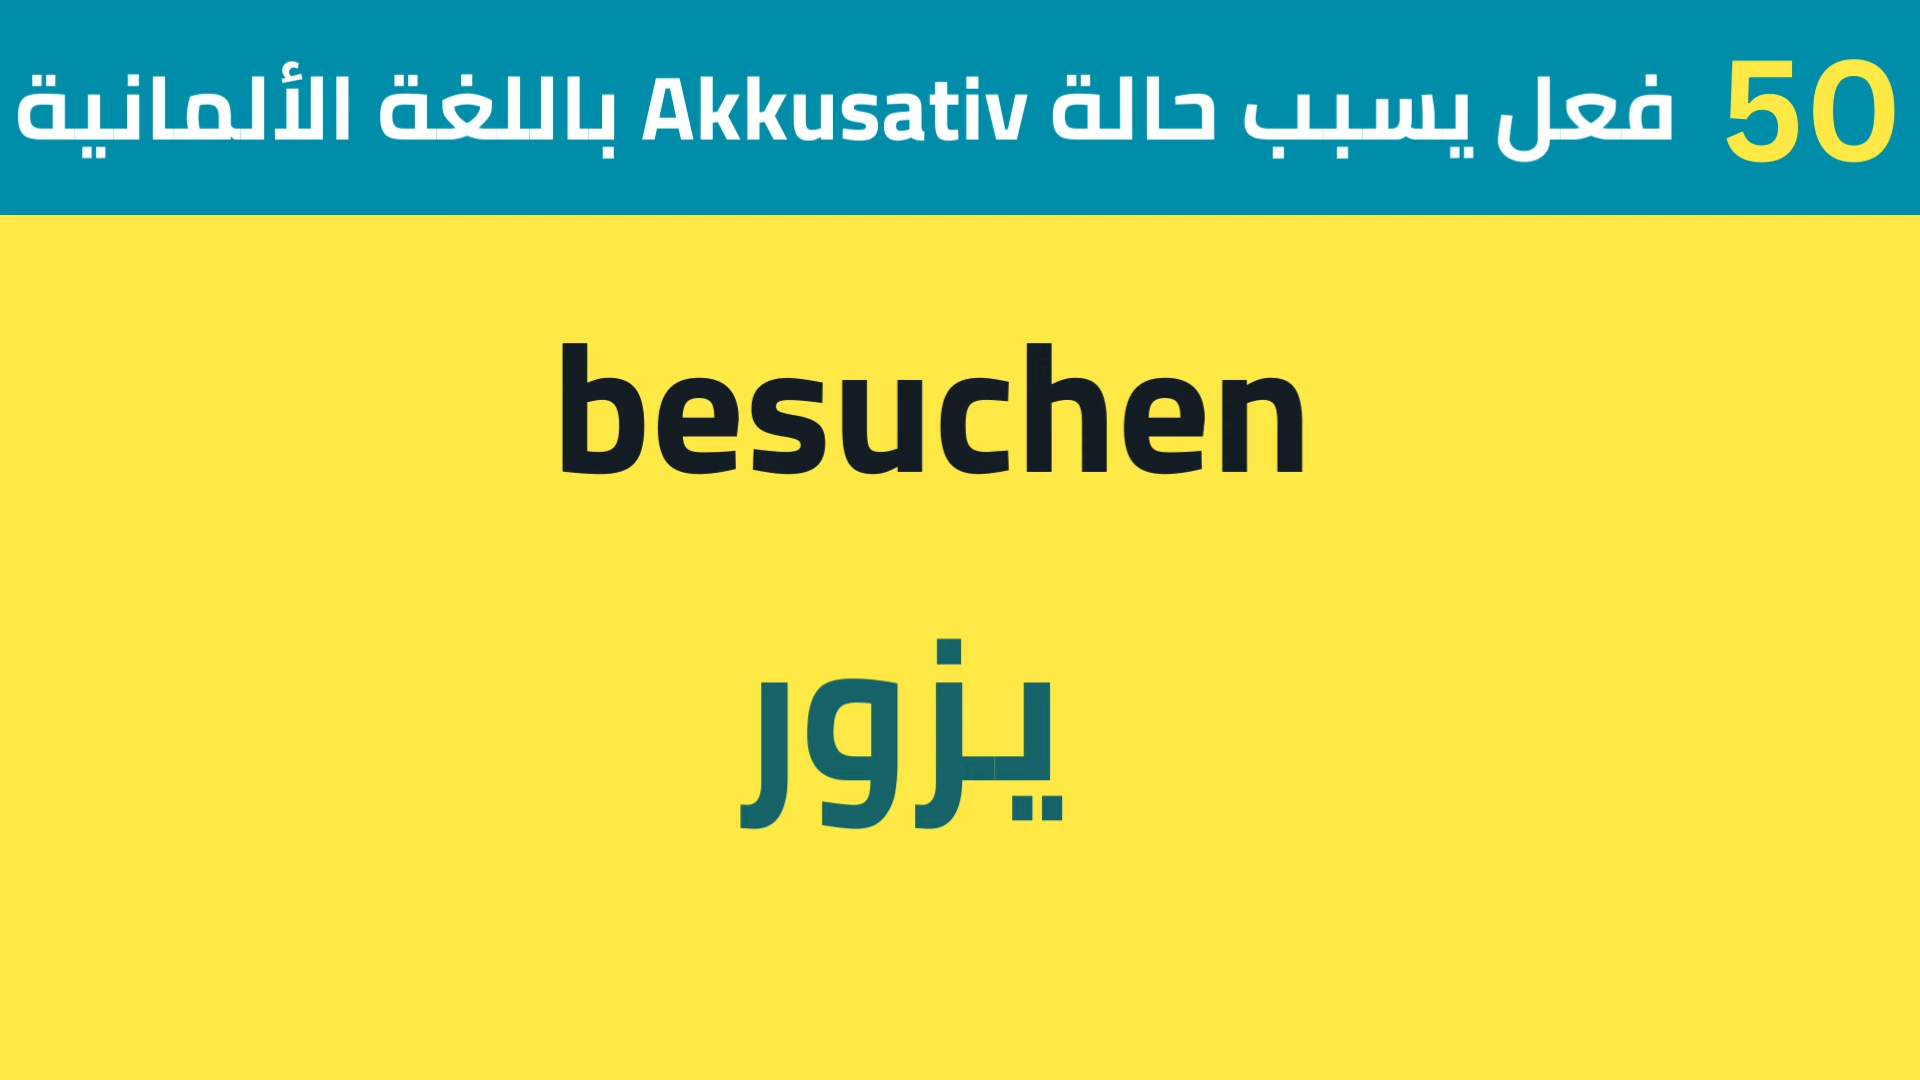 50 فعل يسبب حالة Akkusativ باللغة الألمانية
besuchen
يزور